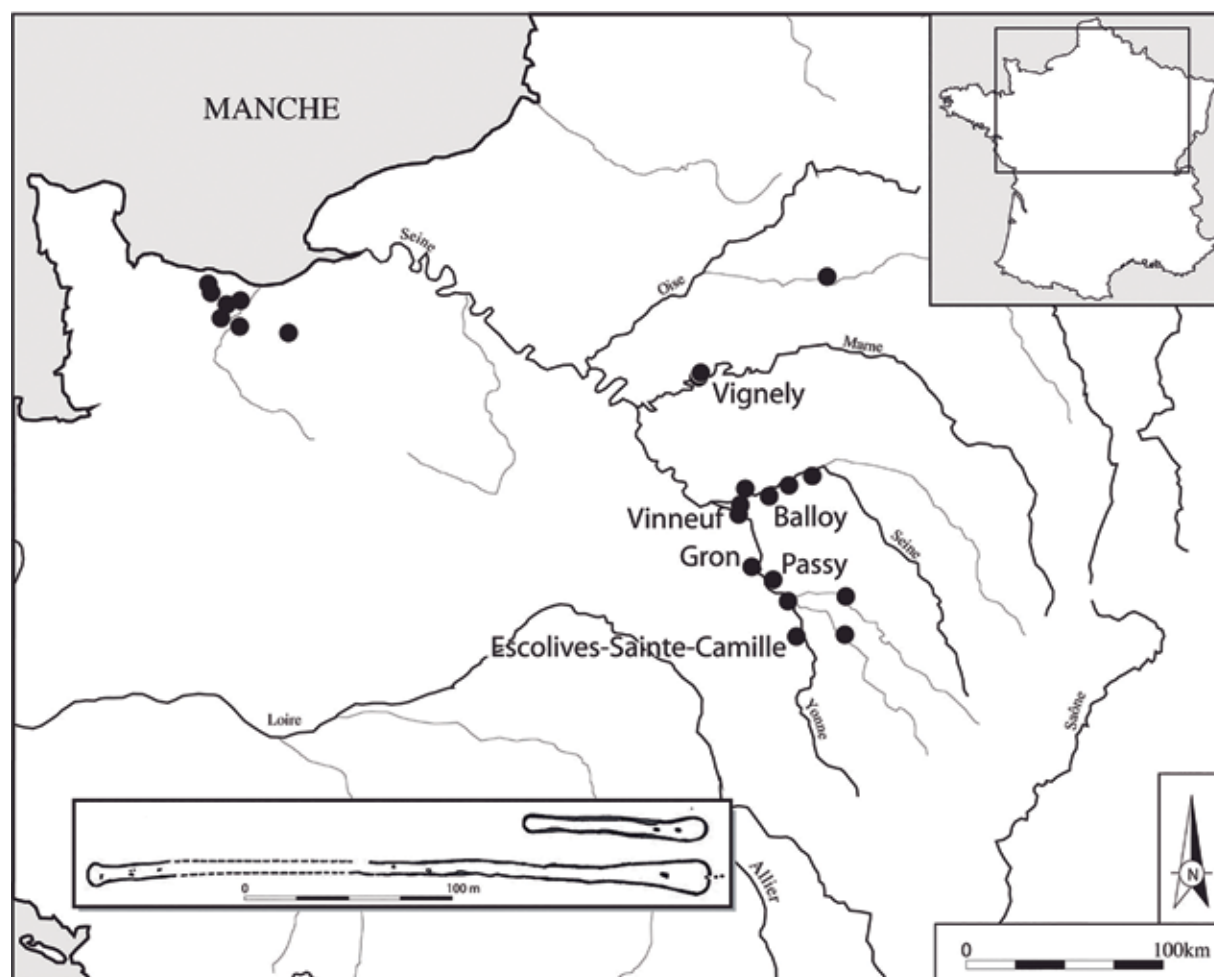 MANCHE
Seine
Oise
Marne
Vignely
Vinneuf
Balloy
Gron
Passy
Seine
Escolives-Sainte-Camille
Yonne
Saône
Loire
Allier
0 100 m
N
0 100km